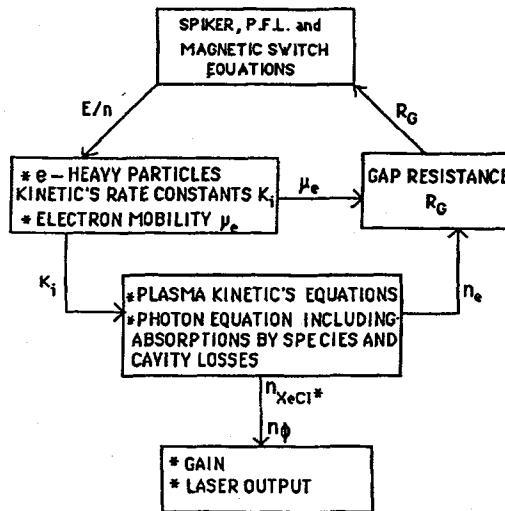 SPIKER, P.F.L. and
MAGNETIC SWITCH
EQUATIONS
E/n
R_G
* e - HEAVY PARTICLES
KINETIC'S RATE CONSTANTS K_i
* ELECTRON MOBILITY μ_e
μ_e
GAP RESISTANCE
R_G
K_i
*PLASMA KINETIC'S EQUATIONS
*PHOTON EQUATION INCLUDING
ABSORPTIONS BY SPECIES AND
CAVITY LOSSES
n_e
n_XeCl*
nϕ
* GAIN
* LASER OUTPUT